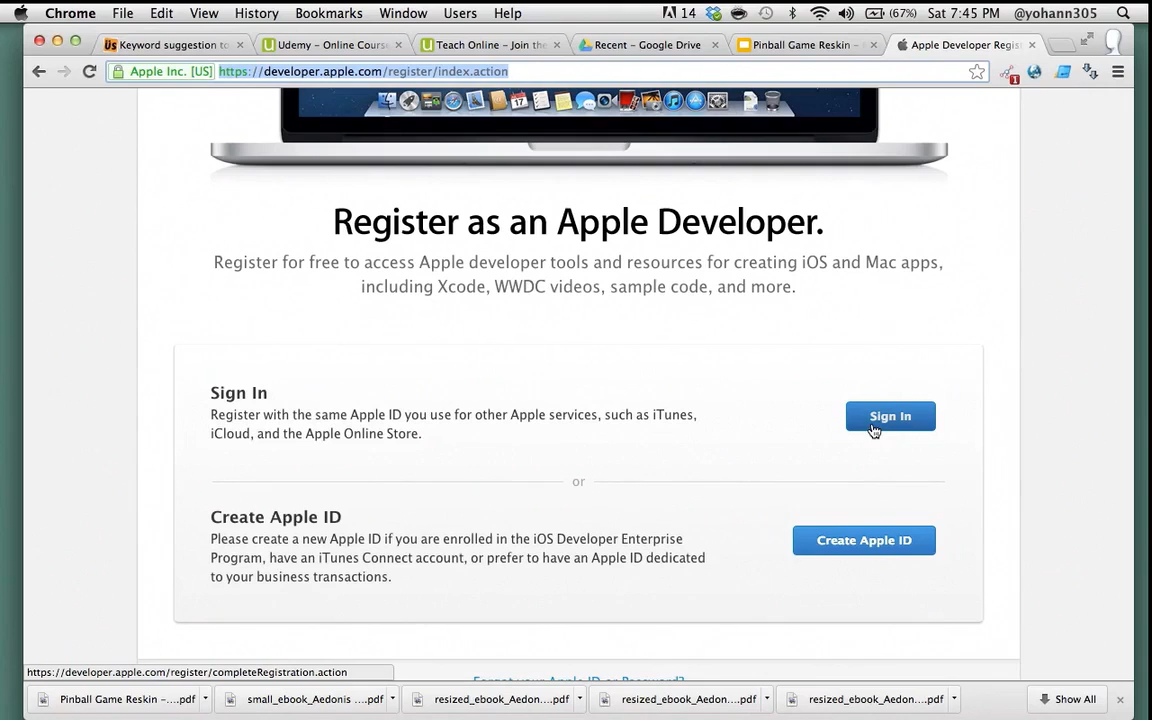 Chrome File Edit View History Bookmarks Window Users Help 14 (67%) Sat 7:45 PM @yohann305
Keyword suggestion to Udemy – Online Cours Teach Online – Join the Recent – Google Drive Pinball Game Reskin – Apple Developer Regis
Apple Inc. [US] https://developer.apple.com/register/index.action
Register as an Apple Developer.
Register for free to access Apple developer tools and resources for creating iOS and Mac apps,
including Xcode, WWDC videos, sample code, and more.
Sign In
Register with the same Apple ID you use for other Apple services, such as iTunes,
iCloud, and the Apple Online Store.
Sign In
or
Create Apple ID
Please create a new Apple ID if you are enrolled in the iOS Developer Enterprise
Program, have an iTunes Connect account, or prefer to have an Apple ID dedicated
to your business transactions.
Create Apple ID
Forgot your Apple ID or Password?
https://developer.apple.com/register/completeRegistration.action
Pinball Game Reskin –....pdf small_ebook_Aedonis ....pdf resized_ebook_Aedon....pdf resized_ebook_Aedon....pdf resized_ebook_Aedon....pdf Show All